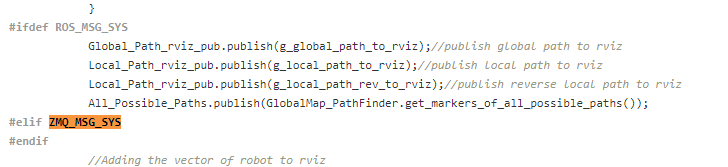 }
#ifdef ROS_MSG_SYS
Global_Path_rviz_pub.publish(g_global_path_to_rviz);//publish global path to rviz
Local_Path_rviz_pub.publish(g_local_path_to_rviz);//publish local path to rviz
Local_Path_rviz_pub.publish(g_local_path_rev_to_rviz);//publish reverse local path to rviz
All_Possible_Paths.publish(GlobalMap_PathFinder.get_markers_of_all_possible_paths());
#elif ZMQ_MSG_SYS
#endif
//Adding the vector of robot to rviz